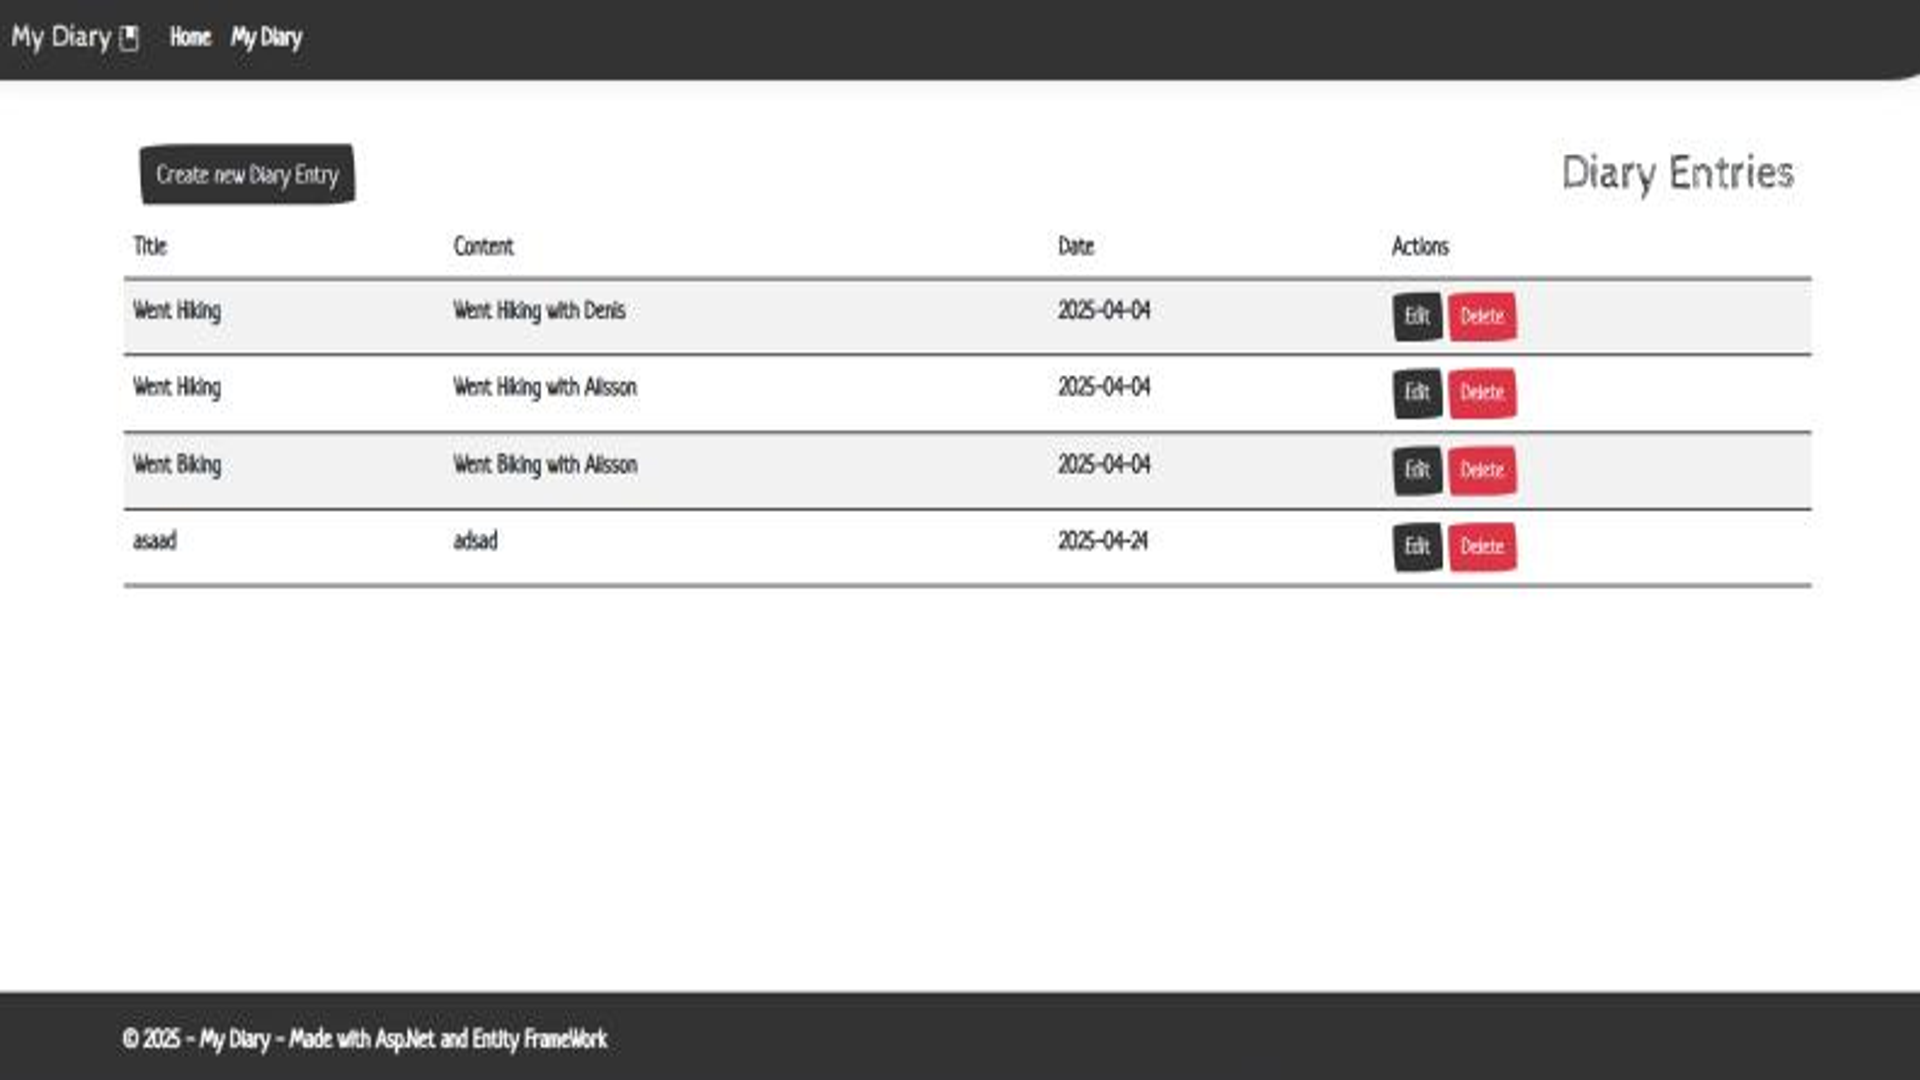 My Diary Home My Diary
Create new Diary Entry
Diary Entries
Title Content Date Actions
Went Hiking Went Hiking with Denis 2025-04-04 Edit Delete
Went Hiking Went Hiking with Alisson 2025-04-04 Edit Delete
Went Biking Went Biking with Alisson 2025-04-04 Edit Delete
asaad adsad 2025-04-24 Edit Delete
© 2025 - My Diary - Made with Asp.Net and Entity FrameWork